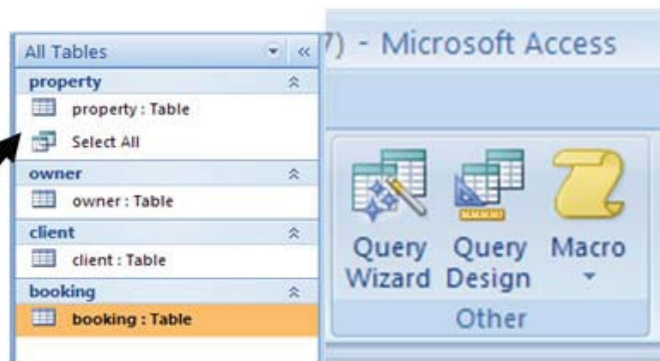 All Tables
property
property : Table
Select All
owner
owner : Table
client
client : Table
booking
booking : Table
7) - Microsoft Access
Query Wizard
Query Design
Macro
Other